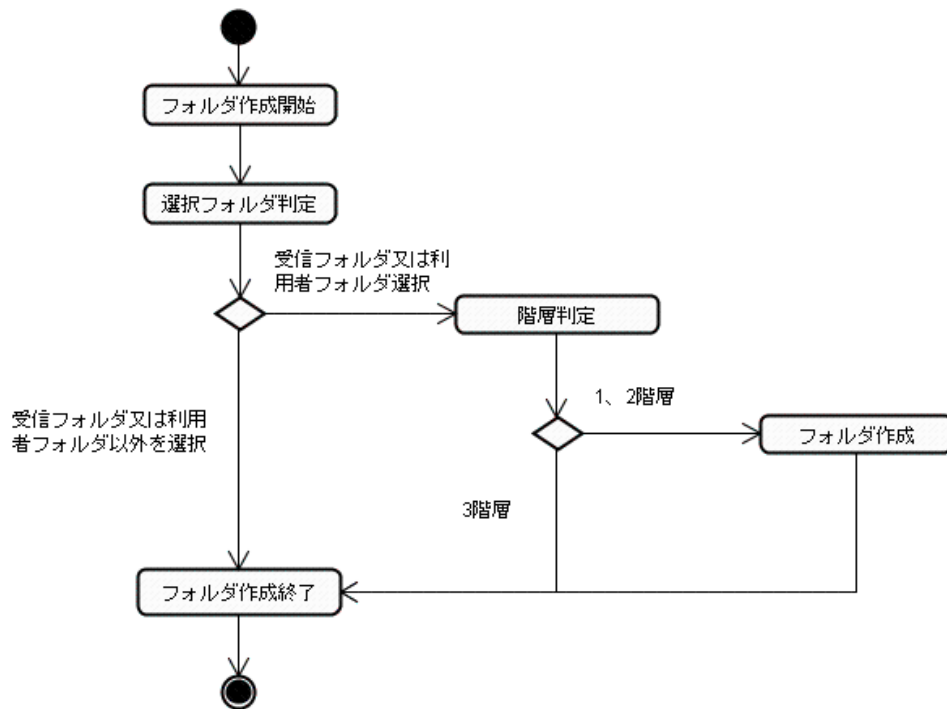 フォルダ作成開始
選択フォルダ判定
受信フォルダ又は利
用者フォルダ選択
階層判定
1、2階層
受信フォルダ又は利用
者フォルダ以外を選択
フォルダ作成
3階層
フォルダ作成終了